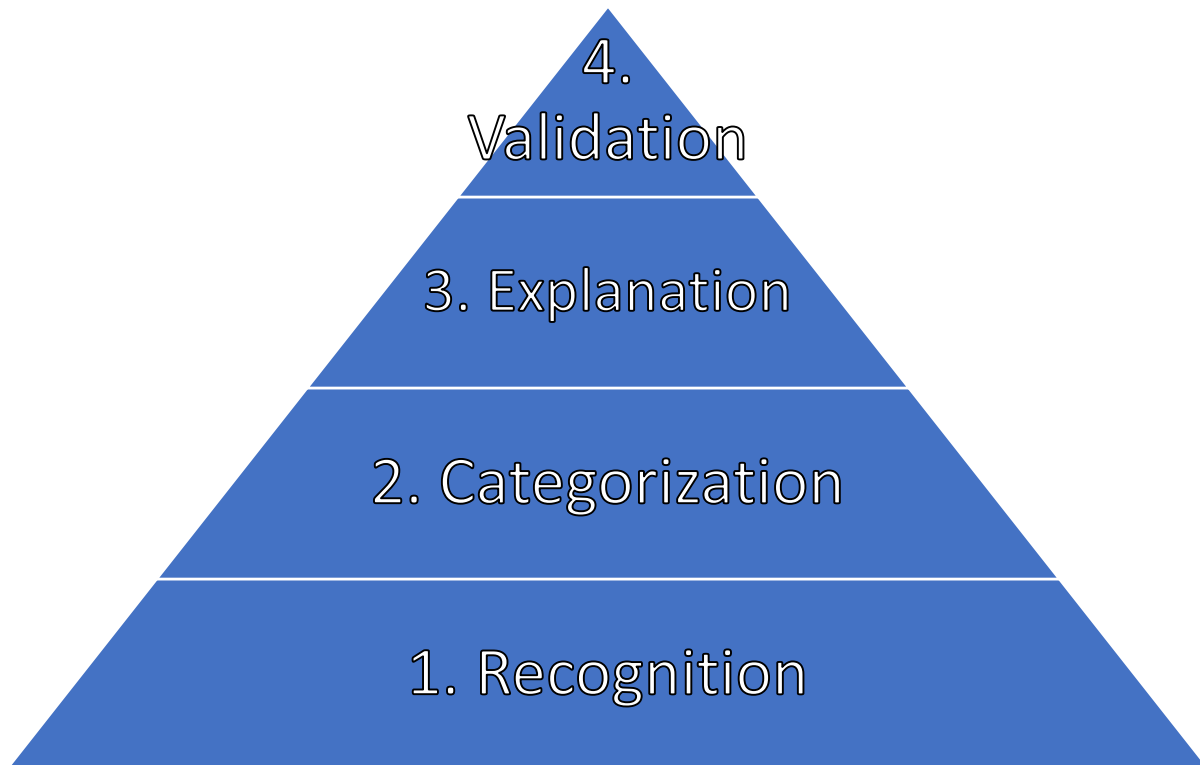 4.
Validation
3. Explanation
2. Categorization
1. Recognition